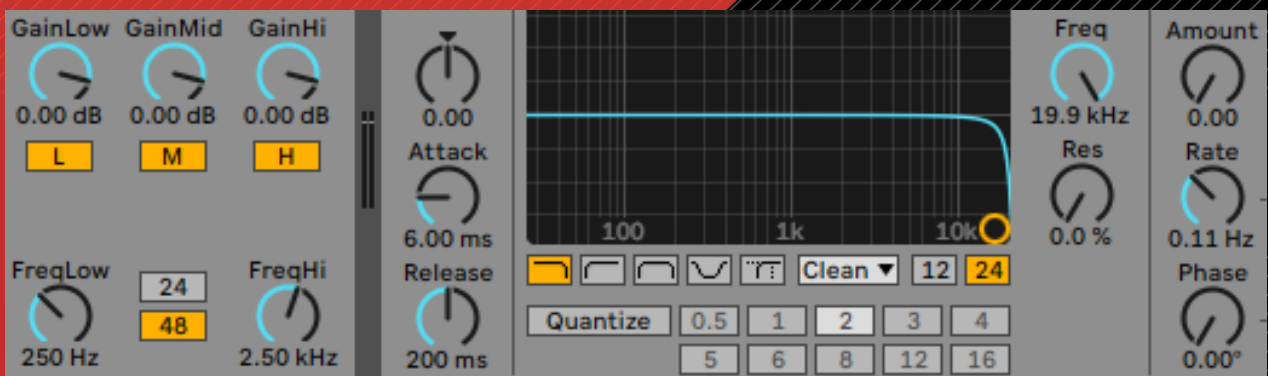 GainLow GainMid GainHi
0.00 dB 0.00 dB 0.00 dB
L M H
FreqLow FreqHi
24
48
250 Hz 2.50 kHz
0.00
Attack
6.00 ms
Release
200 ms
100 1k 10k
Clean 12 24
Quantize 0.5 1 2 3 4
5 6 8 12 16
Freq
19.9 kHz
Res
0.0 %
Amount
0.00
Rate
0.11 Hz
Phase
0.00°